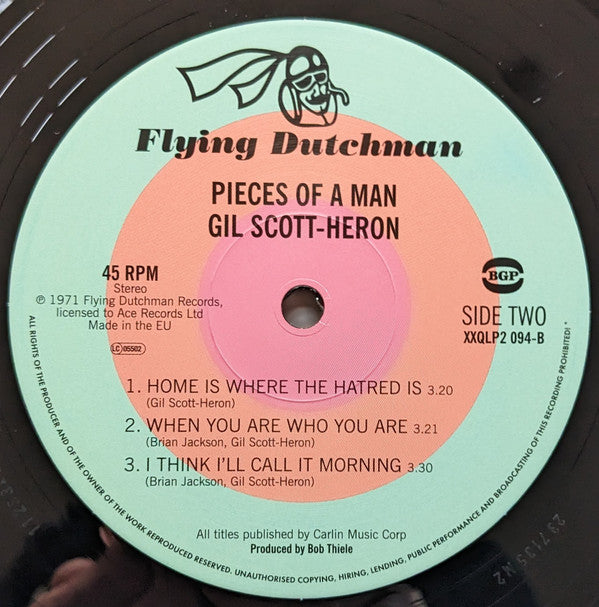 Flying Dutchman
PIECES OF A MAN
GIL SCOTT-HERON
45 RPM
Stereo
℗ 1971 Flying Dutchman Records,
licensed to Ace Records Ltd
Made in the EU
LC 05502
BGP
SIDE TWO
XXQLP2 094-B
1. HOME IS WHERE THE HATRED IS 3.20
(Gil Scott-Heron)
2. WHEN YOU ARE WHO YOU ARE 3.21
(Brian Jackson, Gil Scott-Heron)
3. I THINK I'LL CALL IT MORNING 3.30
(Brian Jackson, Gil Scott-Heron)
All titles published by Carlin Music Corp
Produced by Bob Thiele
ALL RIGHTS OF THE PRODUCER AND OF THE OWNER OF THE WORK REPRODUCED RESERVED. UNAUTHORISED COPYING, HIRING, LENDING, PUBLIC PERFORMANCE AND BROADCASTING OF THIS RECORDING PROHIBITED!